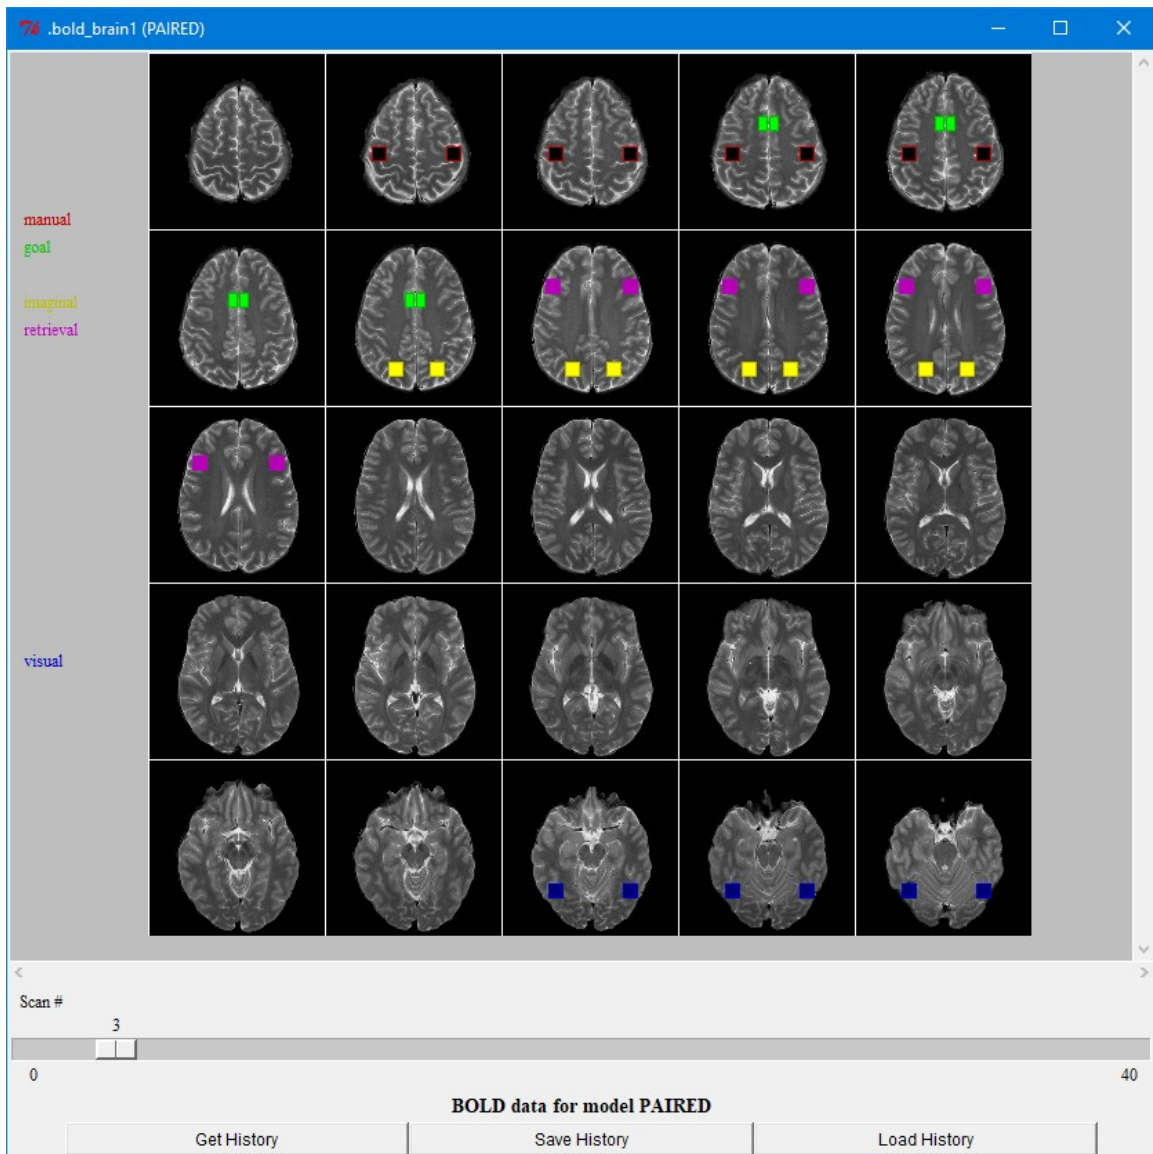 .bold_brain1 (PAIRED)
manual
goal
imaginal
retrieval
visual
Scan #
3
0 40
BOLD data for model PAIRED
Get History Save History Load History